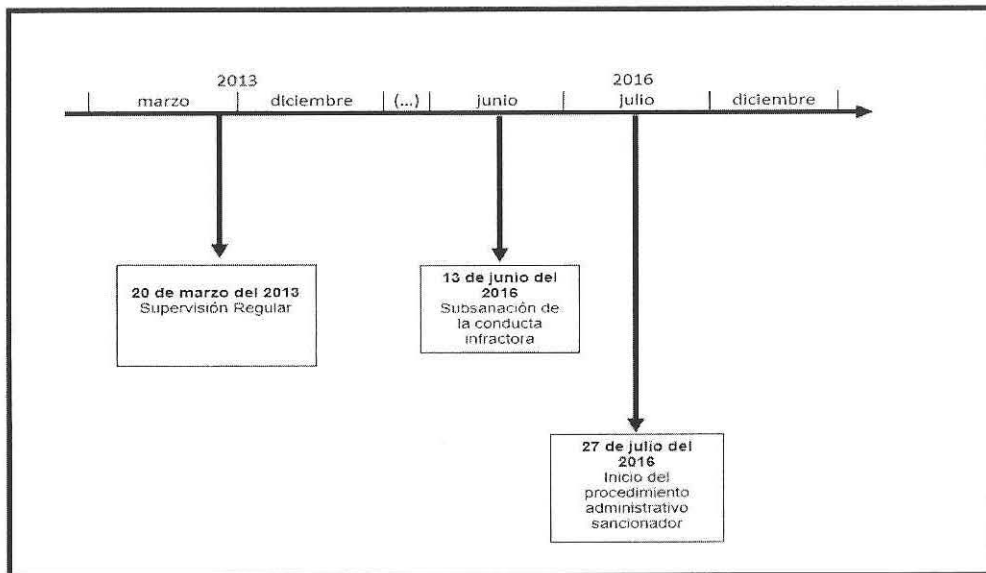 2013
2016
marzo
diciembre
(...)
junio
julio
diciembre
20 de marzo del 2013
Supervisión Regular
13 de junio del
2016
Subsanación de
la conducta
infractora
27 de julio del
2016
Inicio del
procedimiento
administrativo
sancionador